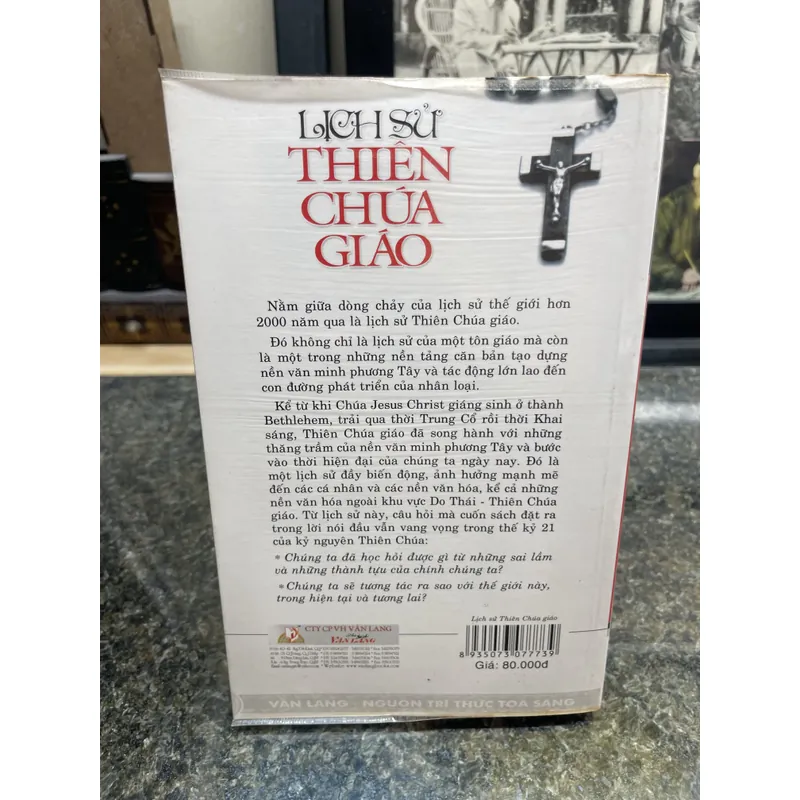 LỊCH SỬ
THIÊN
CHÚA
GIÁO
Nằm giữa dòng chảy của lịch sử thế giới hơn
2000 năm qua là lịch sử Thiên Chúa giáo.
Đó không chỉ là lịch sử của một tôn giáo mà còn
là một trong những nền tảng căn bản tạo dựng
nền văn minh phương Tây và tác động lớn lao đến
con đường phát triển của nhân loại.
Kể từ khi Chúa Jesus Christ giáng sinh ở thành
Bethlehem, trải qua thời Trung Cổ rồi thời Khai
sáng, Thiên Chúa giáo đã song hành với những
thăng trầm của nền văn minh phương Tây và bước
vào thời hiện đại của chúng ta ngày nay. Đó là
một lịch sử đầy biến động, ảnh hưởng mạnh mẽ
đến các cá nhân và các nền văn hóa, kể cả những
nền văn hóa ngoài khu vực Do Thái - Thiên Chúa
giáo. Từ lịch sử này, câu hỏi mà cuốn sách đặt ra
trong lời nói đầu vẫn vang vọng trong thế kỷ 21
của kỷ nguyên Thiên Chúa:
* Chúng ta đã học hỏi được gì từ những sai lầm
và những thành tựu của chính chúng ta?
* Chúng ta sẽ tương tác ra sao với thế giới này,
trong hiện tại và tương lai?
Lịch sử Thiên Chúa giáo
CTY CPVH VĂN LANG
VĂN LANG
8 935073 077739
Giá: 80.000đ
VĂN LANG - NGUỒN TRI THỨC TỎA SÁNG